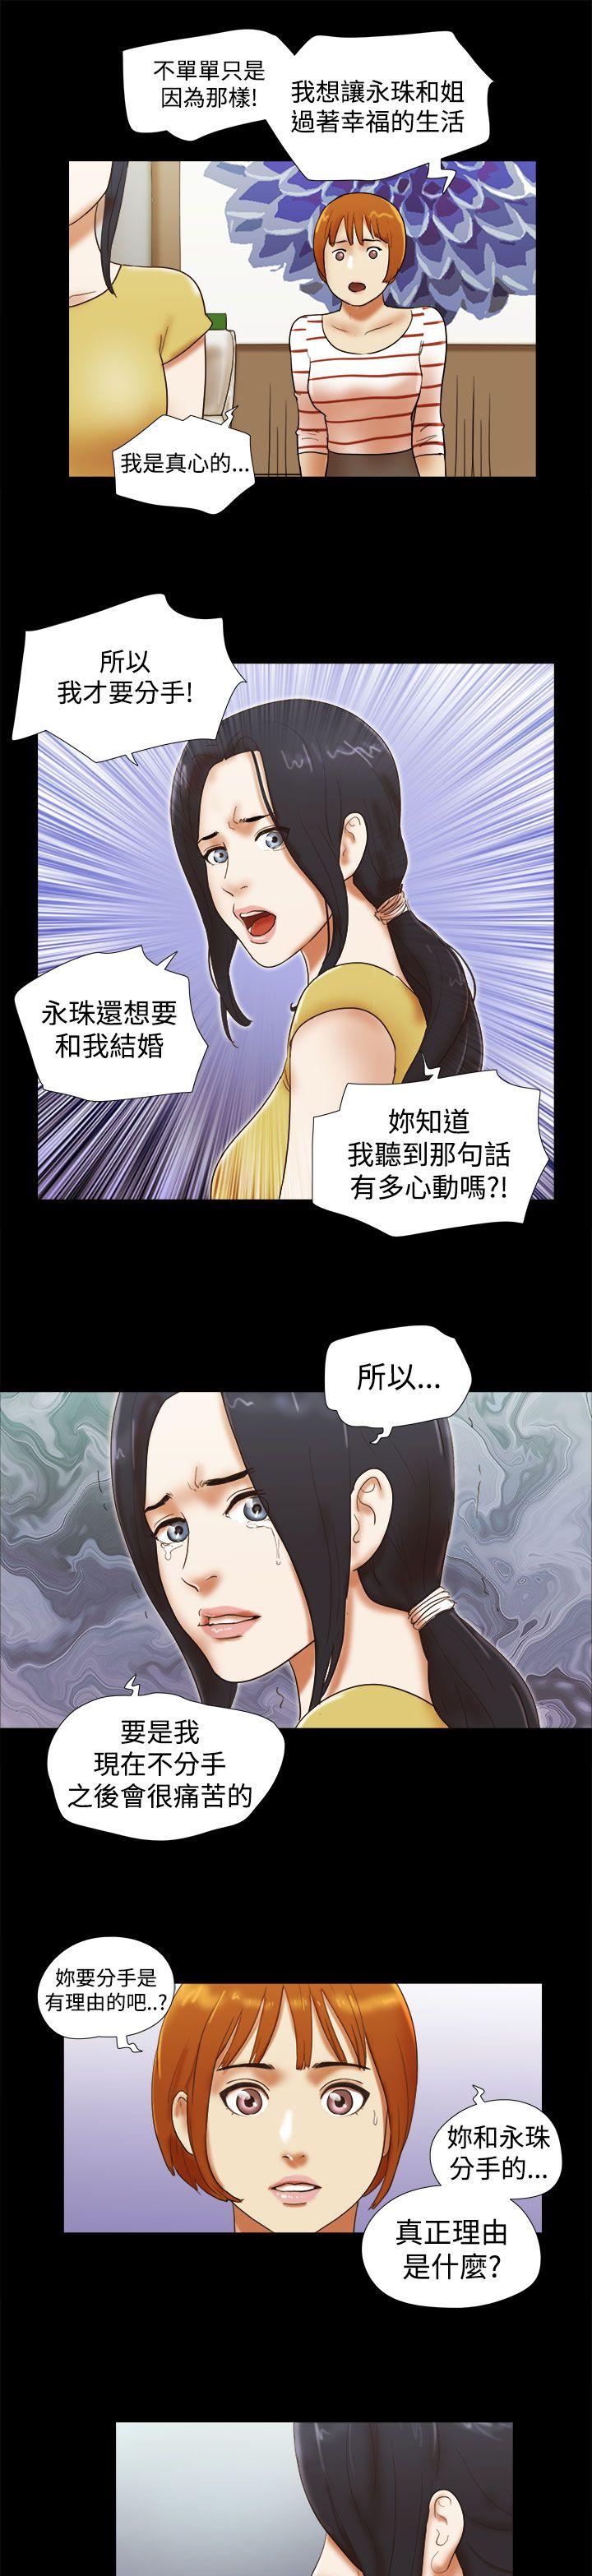 不單單只是
因為那樣!
我想讓永珠和姐
過著幸福的生活
我是真心的...
所以
我才要分手!
永珠還想要
和我結婚
妳知道
我聽到那句話
有多心動嗎?!
所以...
要是我
現在不分手
之後會很痛苦的
妳要分手是
有理由的吧..?
妳和永珠
分手的...
真正理由
是什麼?